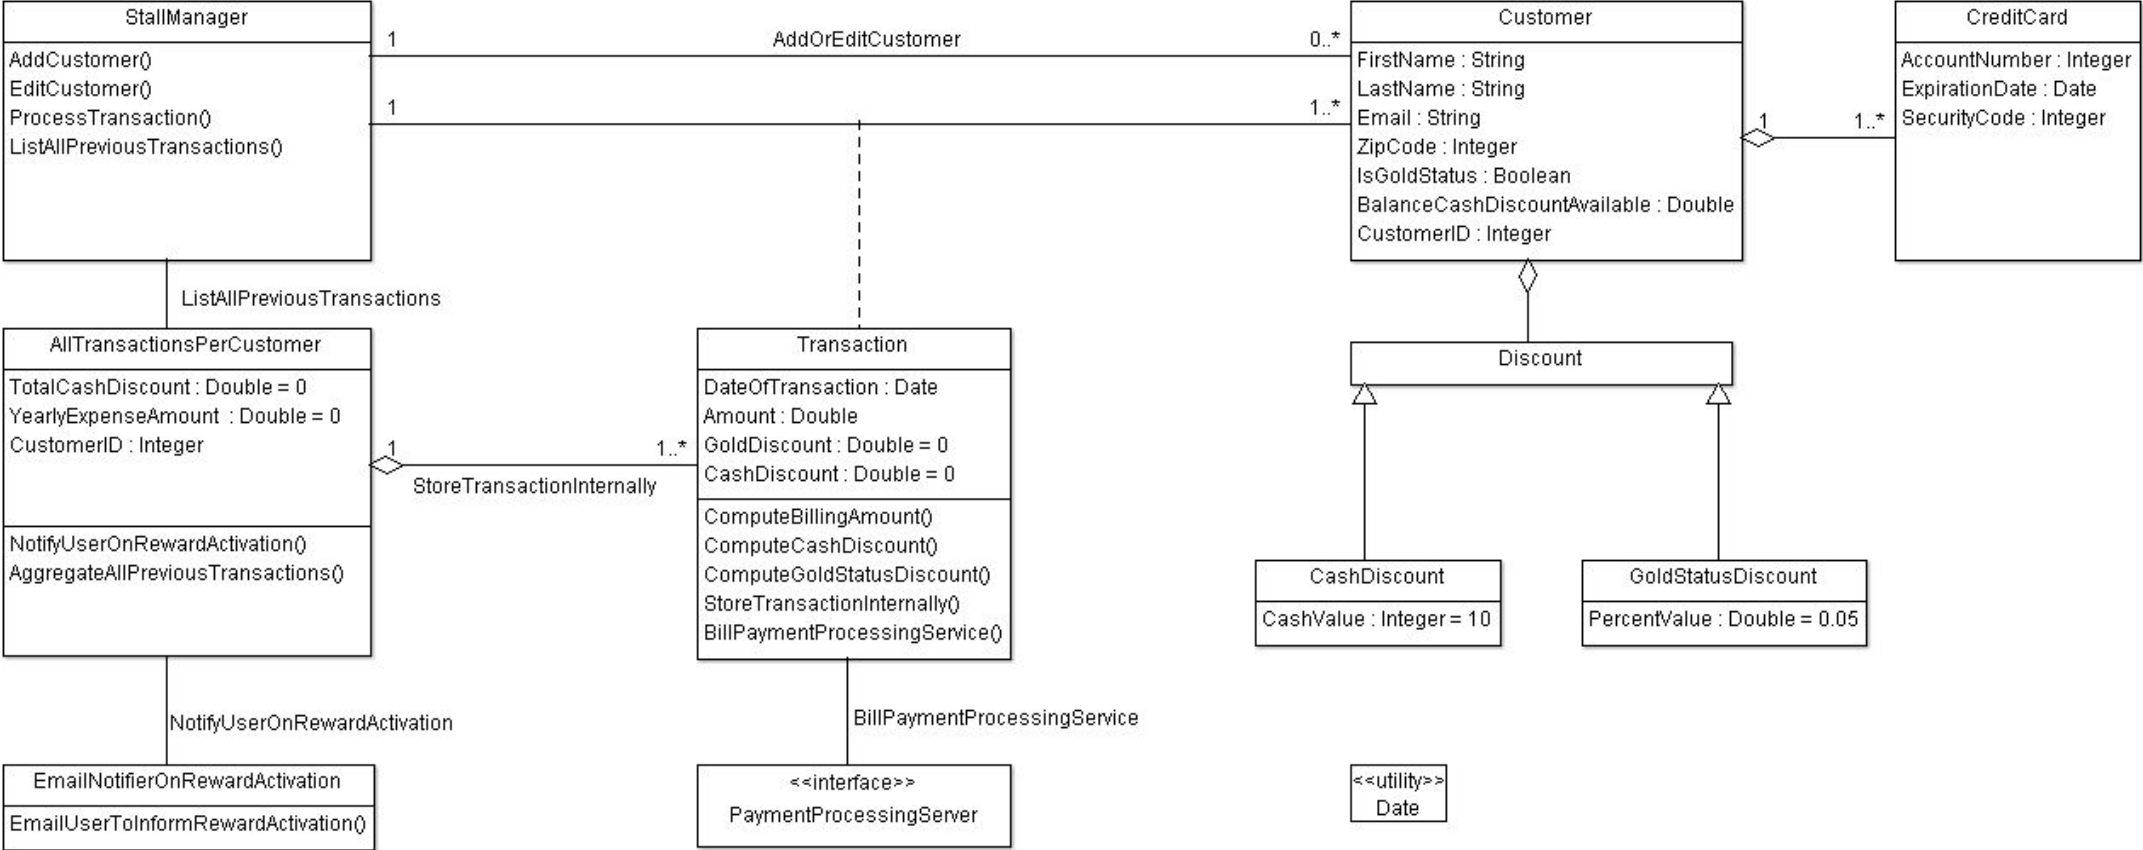 StallManager
AddCustomer()
EditCustomer()
ProcessTransaction()
ListAllPreviousTransactions()
1
AddOrEditCustomer
0..*
1
1..*
Customer
FirstName : String
LastName : String
Email : String
ZipCode : Integer
IsGoldStatus : Boolean
BalanceCashDiscountAvailable : Double
CustomerID : Integer
1
1..*
CreditCard
AccountNumber : Integer
ExpirationDate : Date
SecurityCode : Integer
ListAllPreviousTransactions
AllTransactionsPerCustomer
TotalCashDiscount : Double = 0
YearlyExpenseAmount : Double = 0
CustomerID : Integer
NotifyUserOnRewardActivation()
AggregateAllPreviousTransactions()
1
1..*
StoreTransactionInternally
Transaction
DateOfTransaction : Date
Amount : Double
GoldDiscount : Double = 0
CashDiscount : Double = 0
ComputeBillingAmount()
ComputeCashDiscount()
ComputeGoldStatusDiscount()
StoreTransactionInternally()
BillPaymentProcessingService()
Discount
CashDiscount
CashValue : Integer = 10
GoldStatusDiscount
PercentValue : Double = 0.05
NotifyUserOnRewardActivation
BillPaymentProcessingService
EmailNotifierOnRewardActivation
EmailUserToInformRewardActivation()
<<interface>>
PaymentProcessingServer
<<utility>>
Date